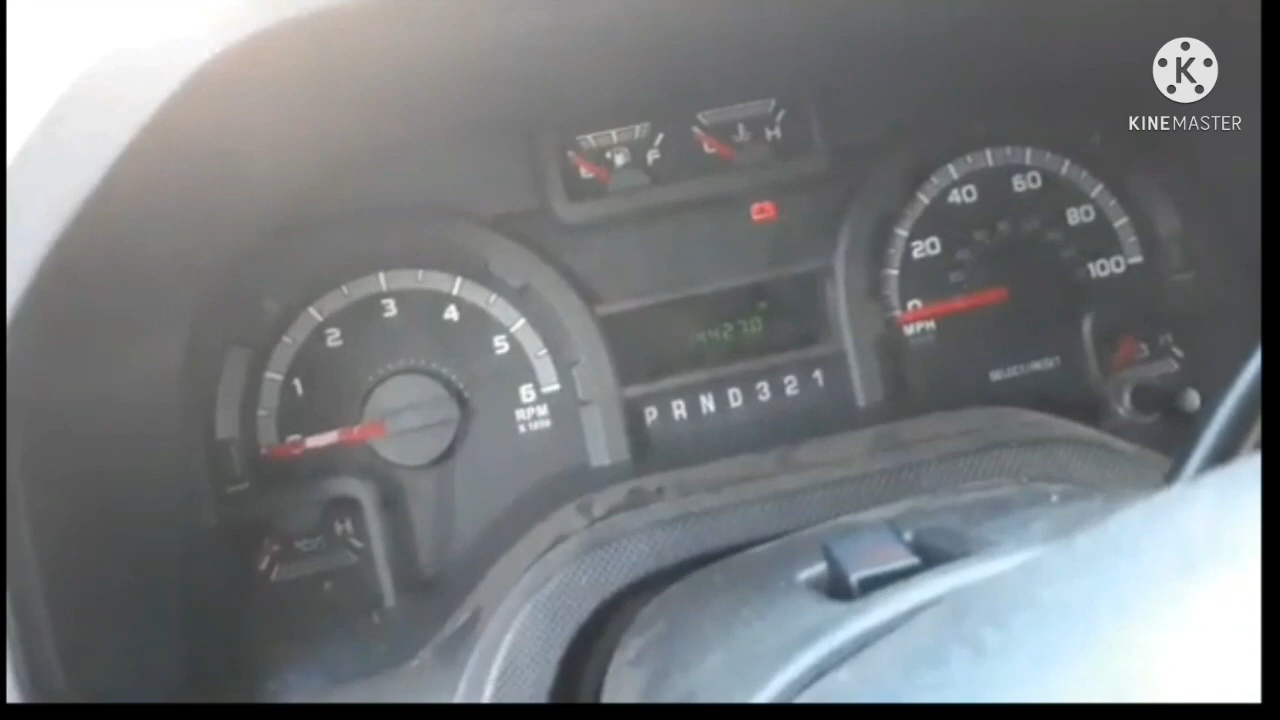 K
KINEMASTER
F
H
40 60
20 80
0 100
MPH
3
2 4
1 5
6
RPM
X 1000
P R N D 3 2 1
SELECT/RESET
H